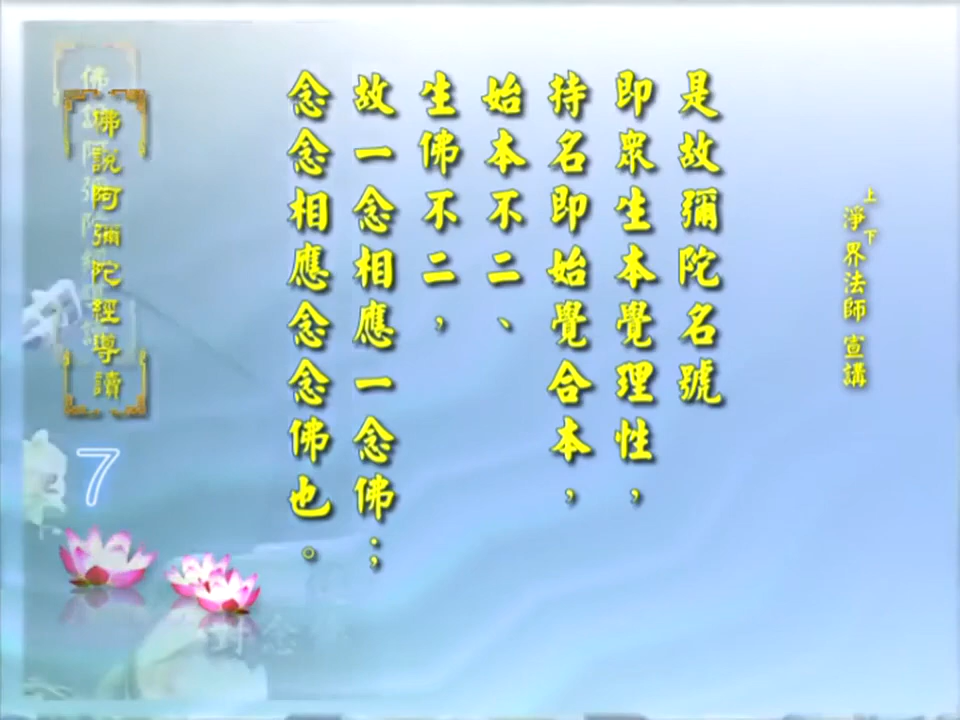 上淨下界法師 宣講
是故彌陀名號
即眾生本覺理性，
持名即始覺合本，
始本不二、
生佛不二，
故一念相應一念佛；
念念相應念念佛也。
佛說阿彌陀經導讀
7